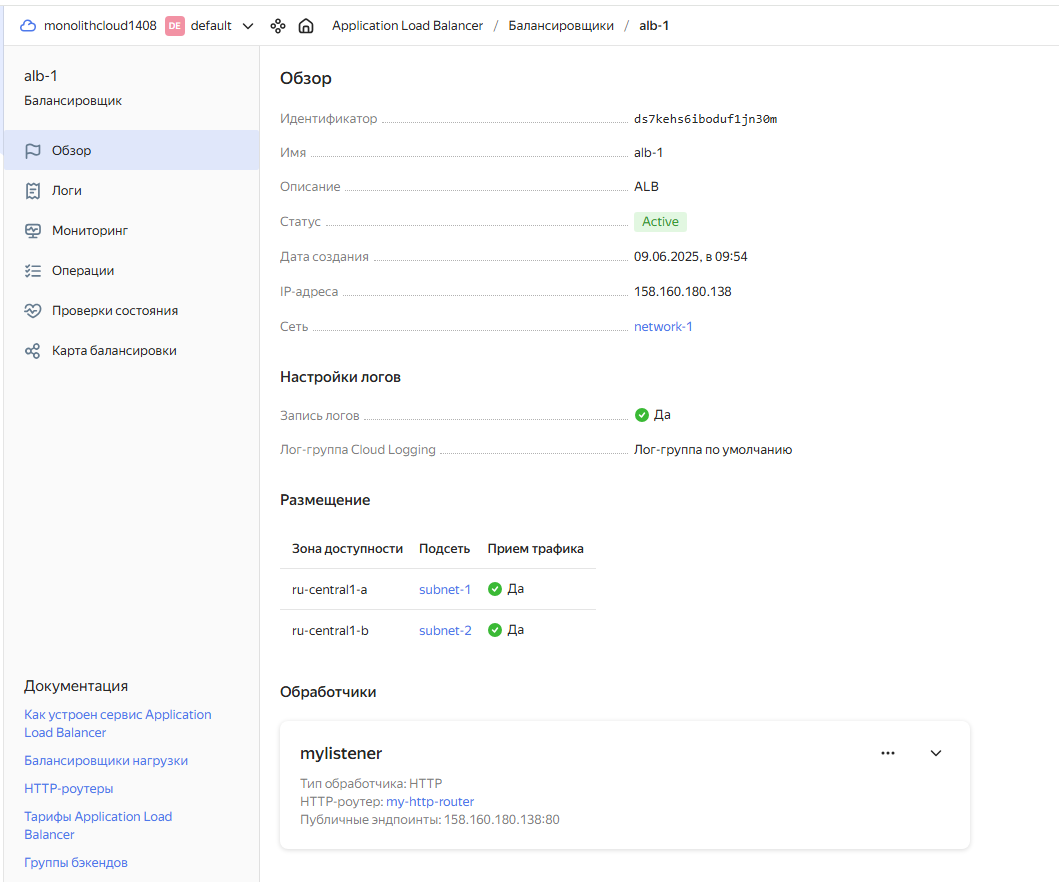 monolithcloud1408 DE default Application Load Balancer / Балансировщики / alb-1
alb-1
Балансировщик
Обзор
Логи
Мониторинг
Операции
Проверки состояния
Карта балансировки
Документация
Как устроен сервис Application
Load Balancer
Балансировщики нагрузки
HTTP-роутеры
Тарифы Application Load
Balancer
Группы бэкендов
Обзор
Идентификатор ds7kehs6iboduf1jn30m
Имя alb-1
Описание ALB
Статус Active
Дата создания 09.06.2025, в 09:54
IP-адреса 158.160.180.138
Сеть network-1
Настройки логов
Запись логов Да
Лог-группа Cloud Logging Лог-группа по умолчанию
Размещение
Зона доступности Подсеть Прием трафика
ru-central1-a subnet-1 Да
ru-central1-b subnet-2 Да
Обработчики
mylistener
Тип обработчика: HTTP
HTTP-роутер: my-http-router
Публичные эндпоинты: 158.160.180.138:80